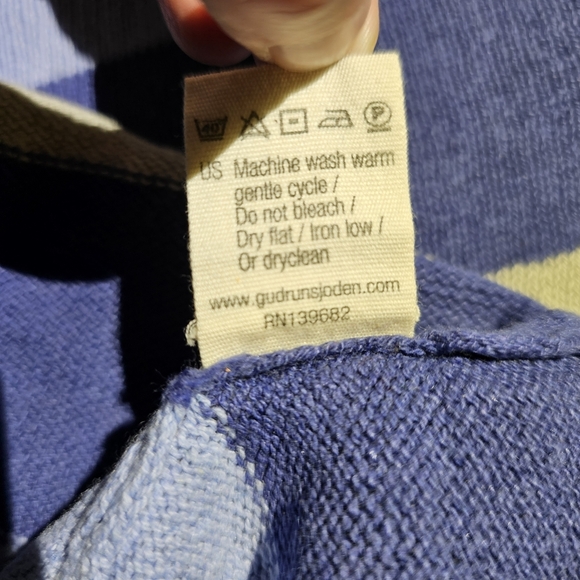 40 P
US Machine wash warm
gentle cycle /
Do not bleach /
Dry flat / Iron low /
Or dryclean
www.gudrunsjoden.com
RN139682